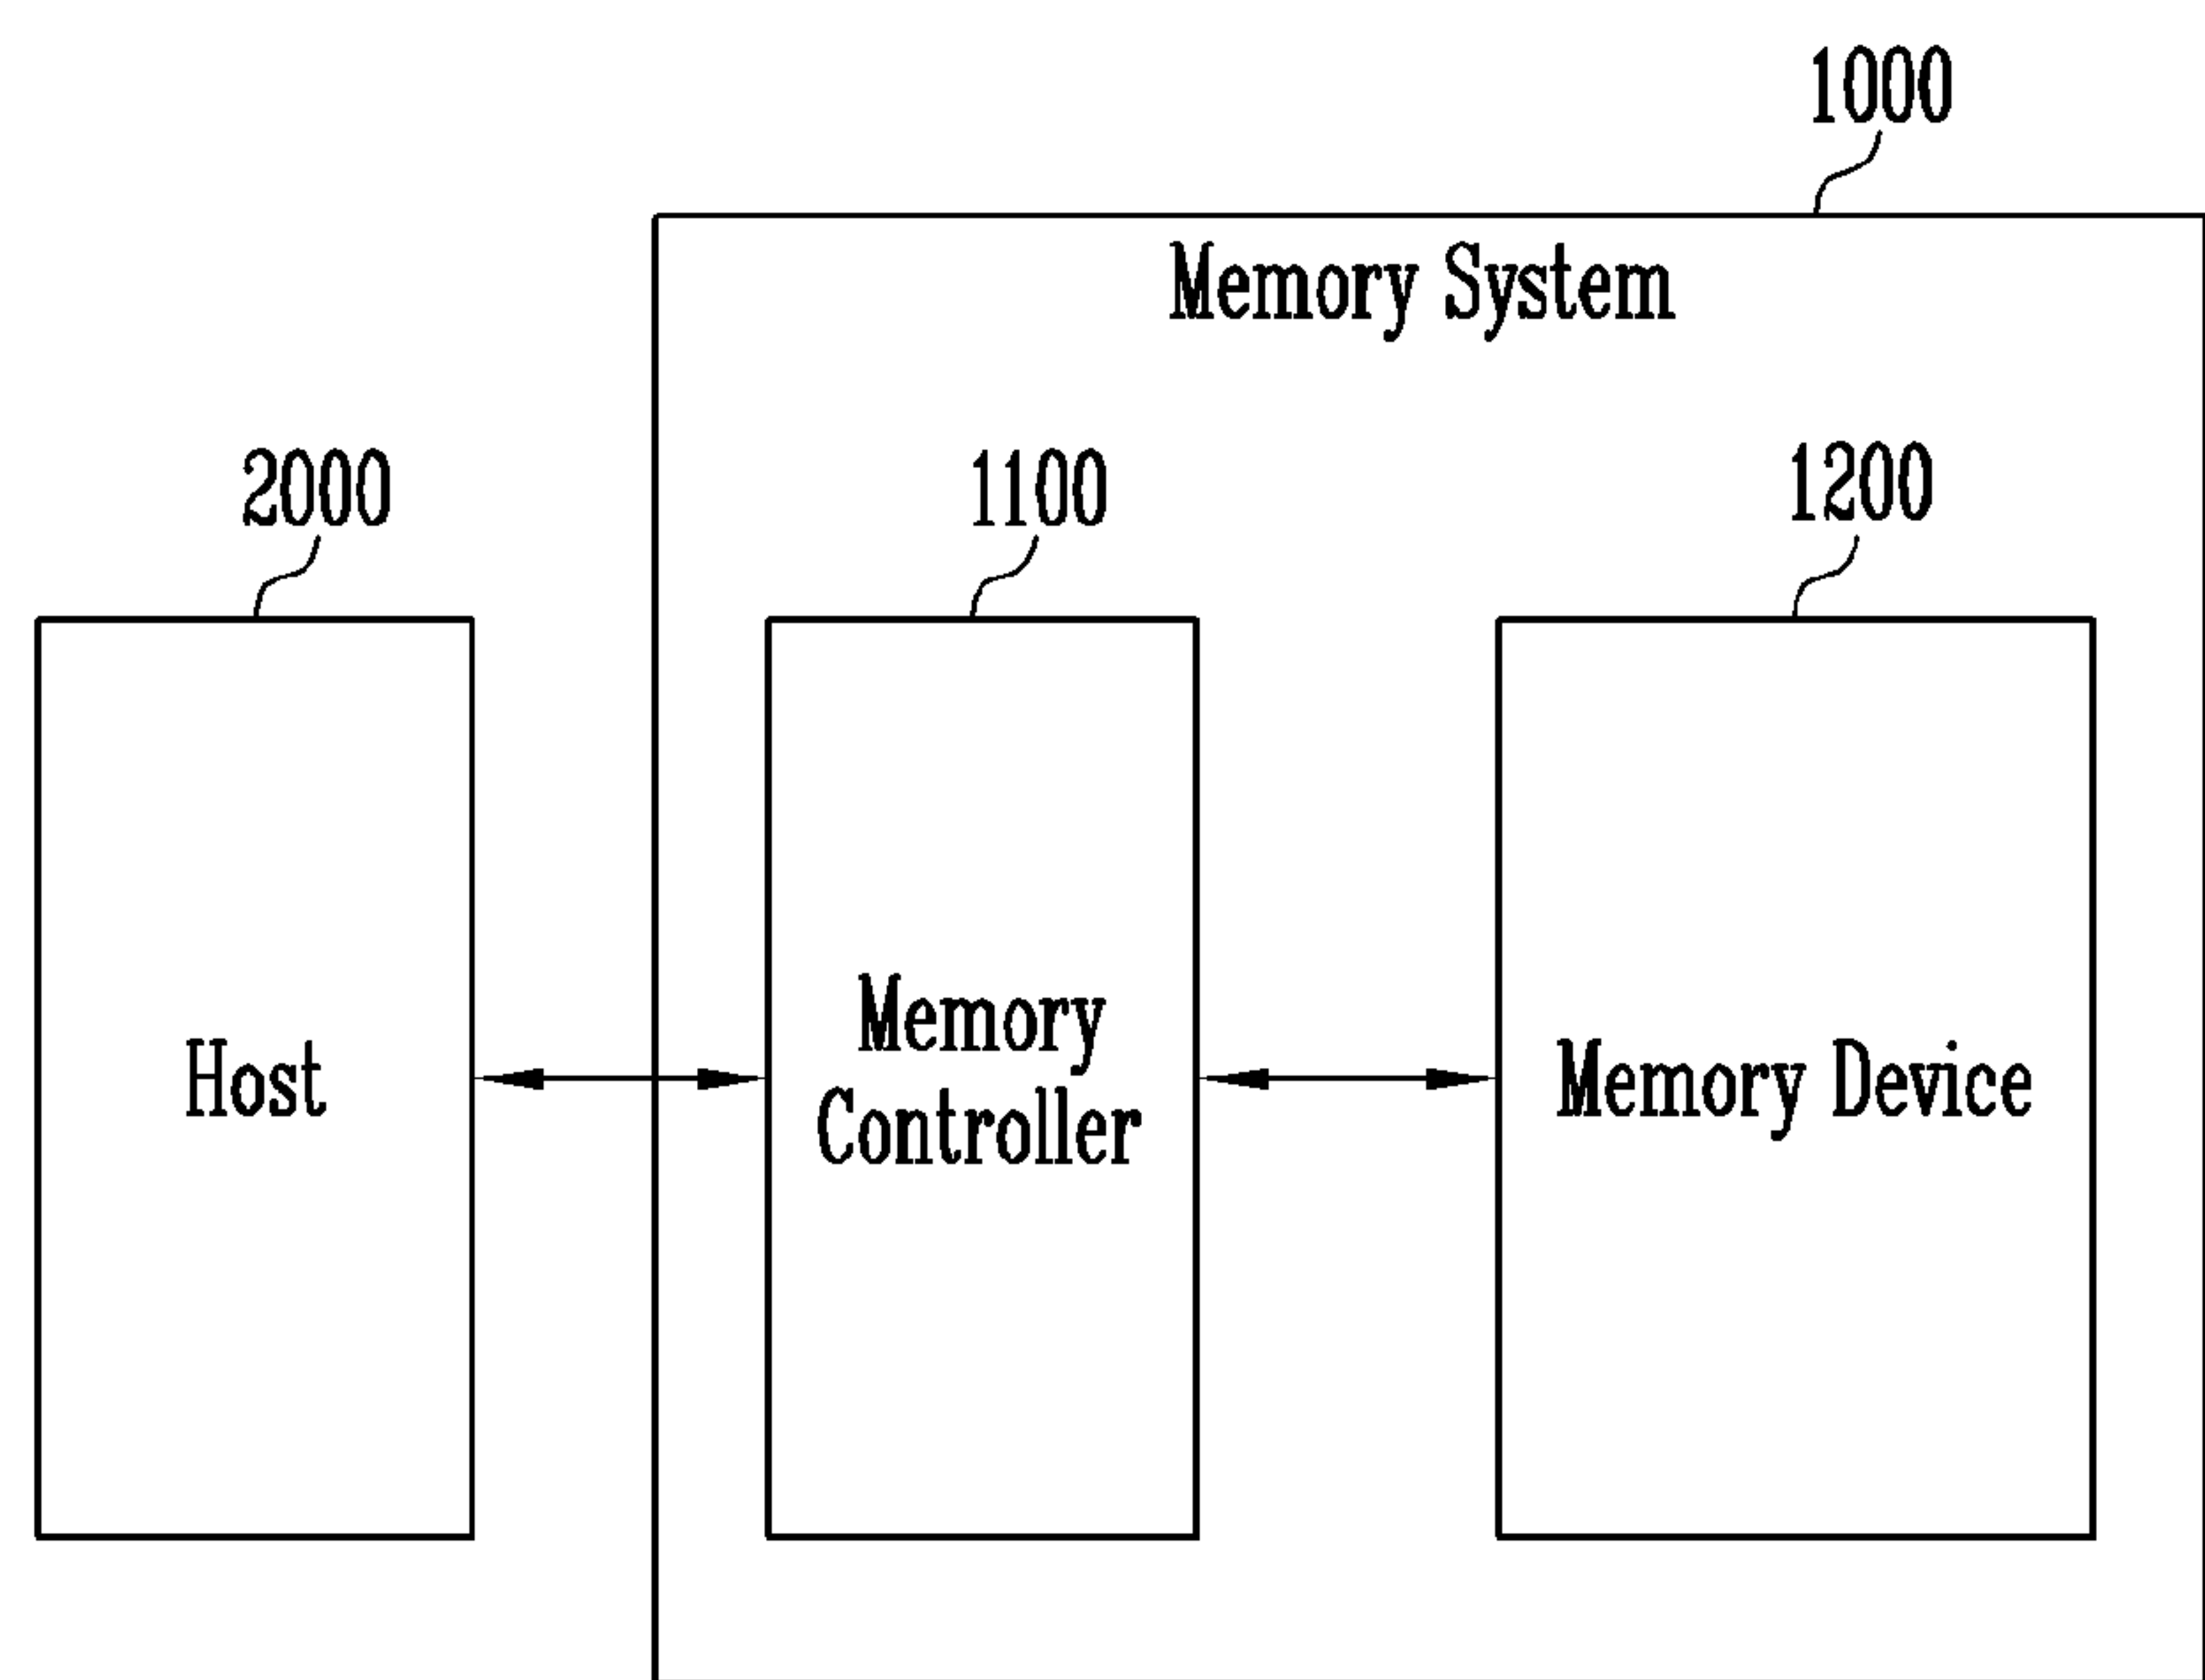 1000
Memory System
2000
1100
1200
Host
Memory
Controller
Memory Device